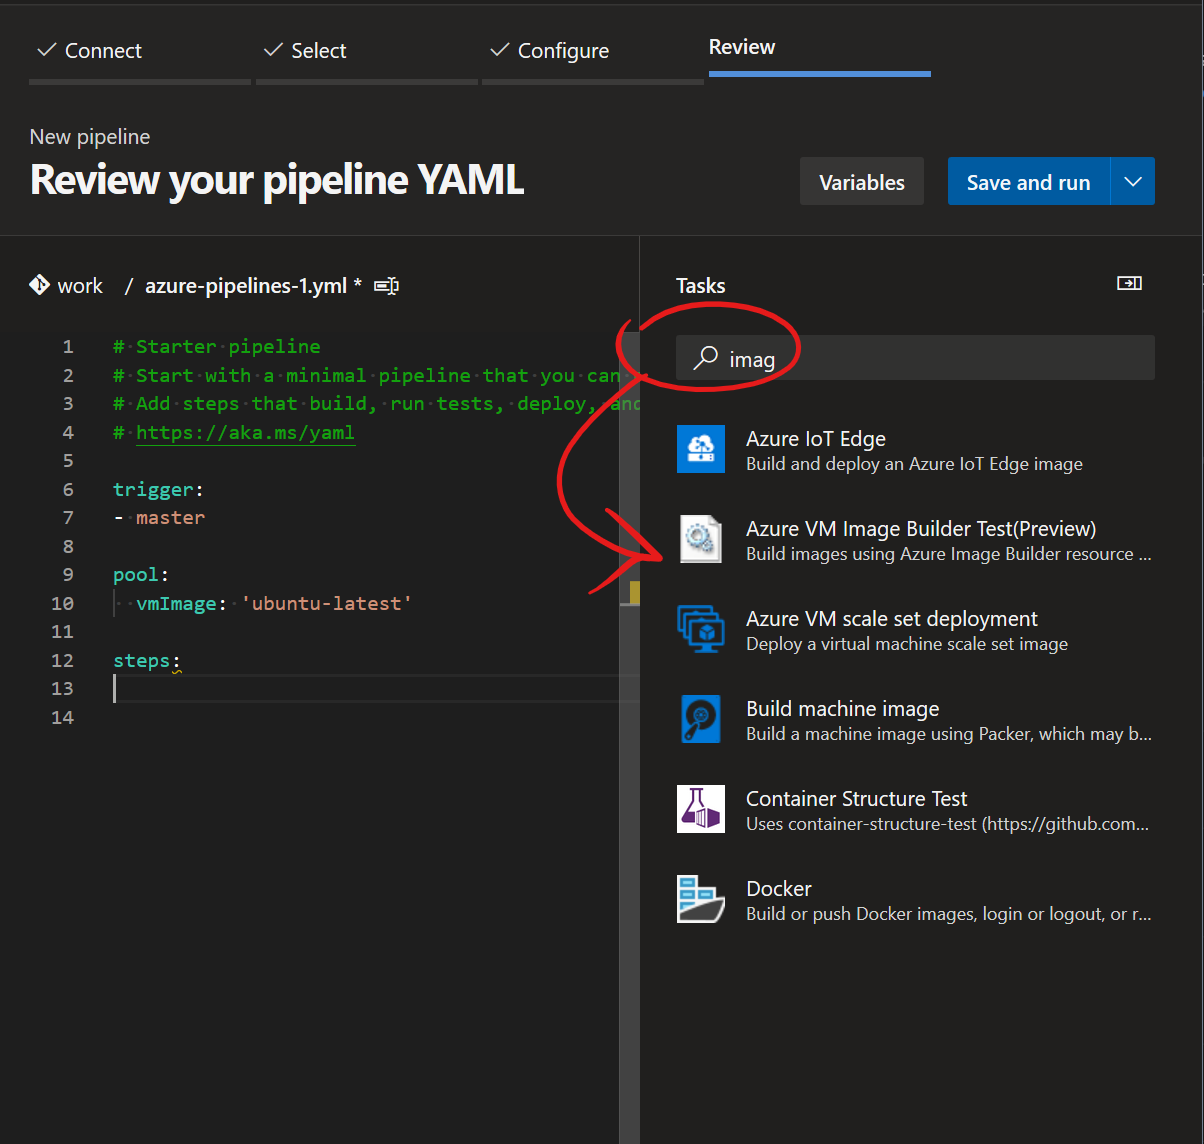 Connect
Select
Configure
Review
New pipeline
Review your pipeline YAML
Variables
Save and run
work / azure-pipelines-1.yml *
1 # Starter pipeline
2 # Start with a minimal pipeline that you can
3 # Add steps that build, run tests, deploy, and
4 # https://aka.ms/yaml
5
6 trigger:
7 - master
8
9 pool:
10 vmImage: 'ubuntu-latest'
11
12 steps:
13
14
Tasks
imag
Azure IoT Edge
Build and deploy an Azure IoT Edge image
Azure VM Image Builder Test(Preview)
Build images using Azure Image Builder resource ...
Azure VM scale set deployment
Deploy a virtual machine scale set image
Build machine image
Build a machine image using Packer, which may b...
Container Structure Test
Uses container-structure-test (https://github.com...
Docker
Build or push Docker images, login or logout, or r...